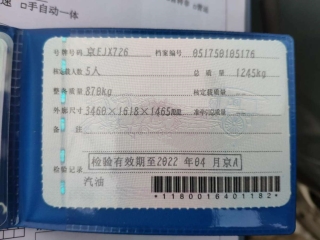 速 □手自动一体
号牌号码 京EJX726 档案编号 051750105176
核定载人数 5人 总质量 1245kg
整备质量 870kg 核定载质量
外廓尺寸 3460×1618×1465mm 准牵引总质量
备注
检验有效期至2022年04月京A
检验记录
汽油
*1180016401182*